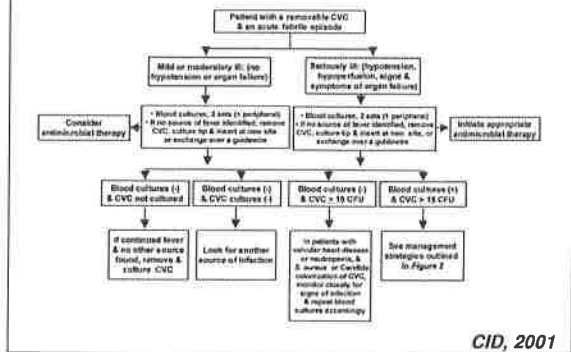 Patient with a removable CVC
& an acute febrile episode
Mild or moderately ill: (no
hypotension or organ failure)
Seriously ill: (hypotension,
hypoperfusion, signs &
symptoms of organ failure)
Consider
antimicrobial therapy
• Blood cultures, 2 sets (1 peripheral)
• If no source of fever identified, remove
CVC, culture tip & insert at new site
or exchange over a guidewire
• Blood cultures, 2 sets (1 peripheral)
• If no source of fever identified, remove
CVC, culture tip & insert at new site, or
exchange over a guidewire
Initiate appropriate
antimicrobial therapy
Blood cultures (-)
& CVC not cultured
Blood cultures (-)
& CVC cultures (-)
Blood cultures (-)
& CVC > 15 CFU
Blood cultures (+)
& CVC > 15 CFU
If continued fever
& no other source
found, remove &
culture CVC
Look for another
source of infection
In patients with
valvular heart disease
or neutropenia, &
S. aureus or Candida
colonization of CVC,
monitor closely for
signs of infection
& repeat blood
cultures accordingly
See management
strategies outlined
in Figure 2
CID, 2001